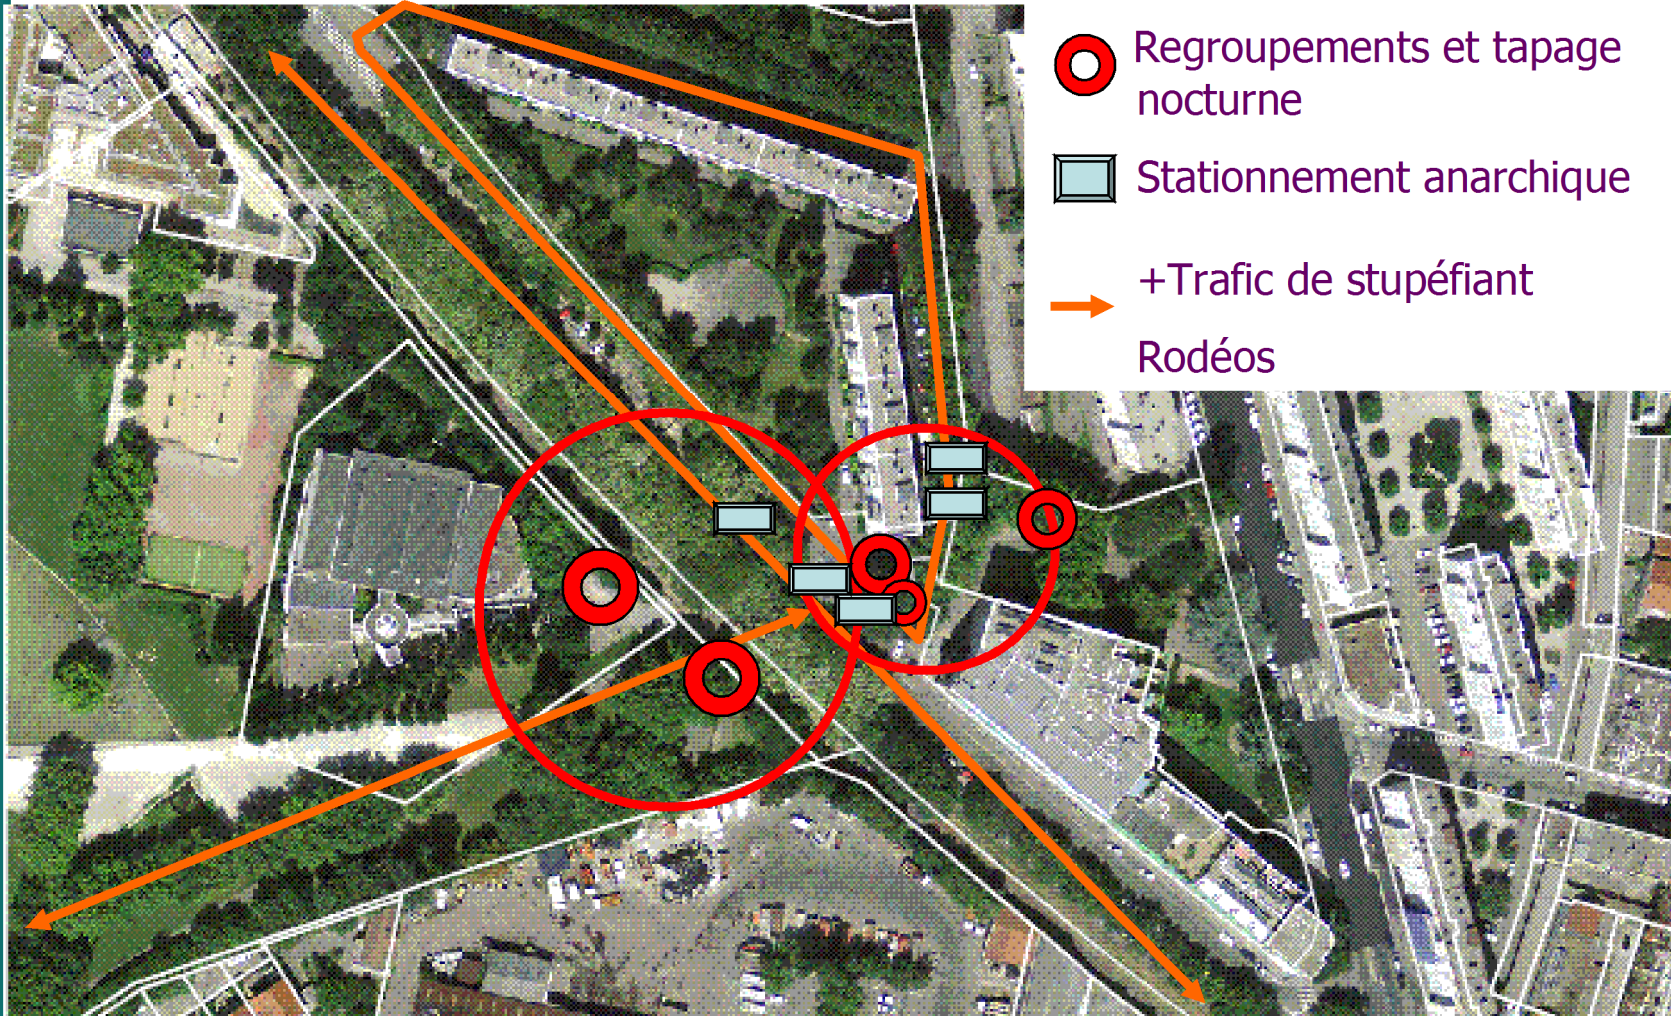 Regroupements et tapage
nocturne
Stationnement anarchique
+Trafic de stupéfiant
Rodéos